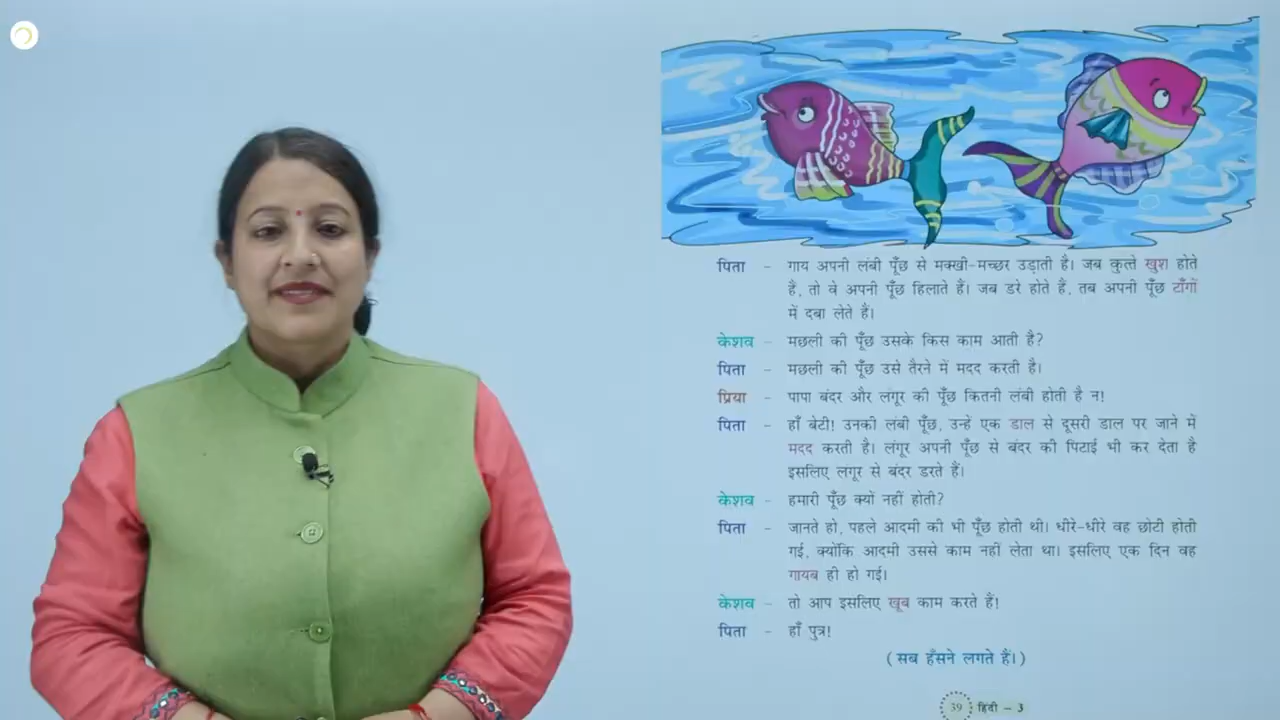 पिता – गाय अपनी लंबी पूँछ से मक्खी-मच्छर उड़ाती है। जब कुत्ते खुश होते
हैं, तो वे अपनी पूँछ हिलाते हैं। जब डरे होते हैं, तब अपनी पूँछ टाँगों
में दबा लेते हैं।
केशव – मछली की पूँछ उसके किस काम आती है?
पिता – मछली की पूँछ उसे तैरने में मदद करती है।
प्रिया – पापा बंदर और लंगूर की पूँछ कितनी लंबी होती है न!
पिता – हाँ बेटी! उनकी लंबी पूँछ, उन्हें एक डाल से दूसरी डाल पर जाने में
मदद करती है। लंगूर अपनी पूँछ से बंदर की पिटाई भी कर देता है
इसलिए लंगूर से बंदर डरते हैं।
केशव – हमारी पूँछ क्यों नहीं होती?
पिता – जानते हो, पहले आदमी की भी पूँछ होती थी। धीरे-धीरे वह छोटी होती
गई, क्योंकि आदमी उससे काम नहीं लेता था। इसलिए एक दिन वह
गायब ही हो गई।
केशव – तो आप इसलिए खूब काम करते हैं!
पिता – हाँ पुत्र!
(सब हँसने लगते हैं।)
39 हिंदी – 3